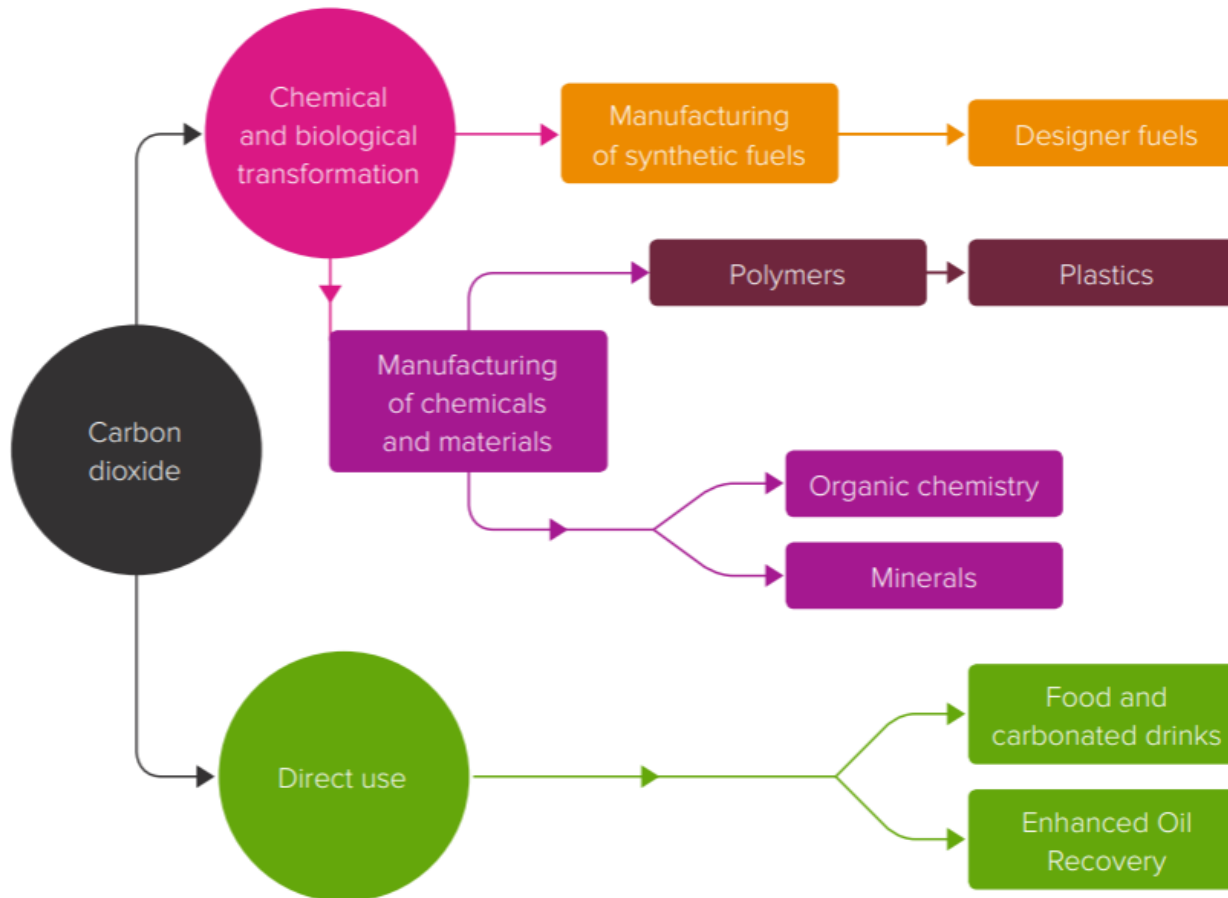 Chemical
and biological
transformation
Manufacturing
of synthetic fuels
Designer fuels
Polymers
Plastics
Manufacturing
of chemicals
and materials
Carbon
dioxide
Organic chemistry
Minerals
Direct use
Food and
carbonated drinks
Enhanced Oil
Recovery